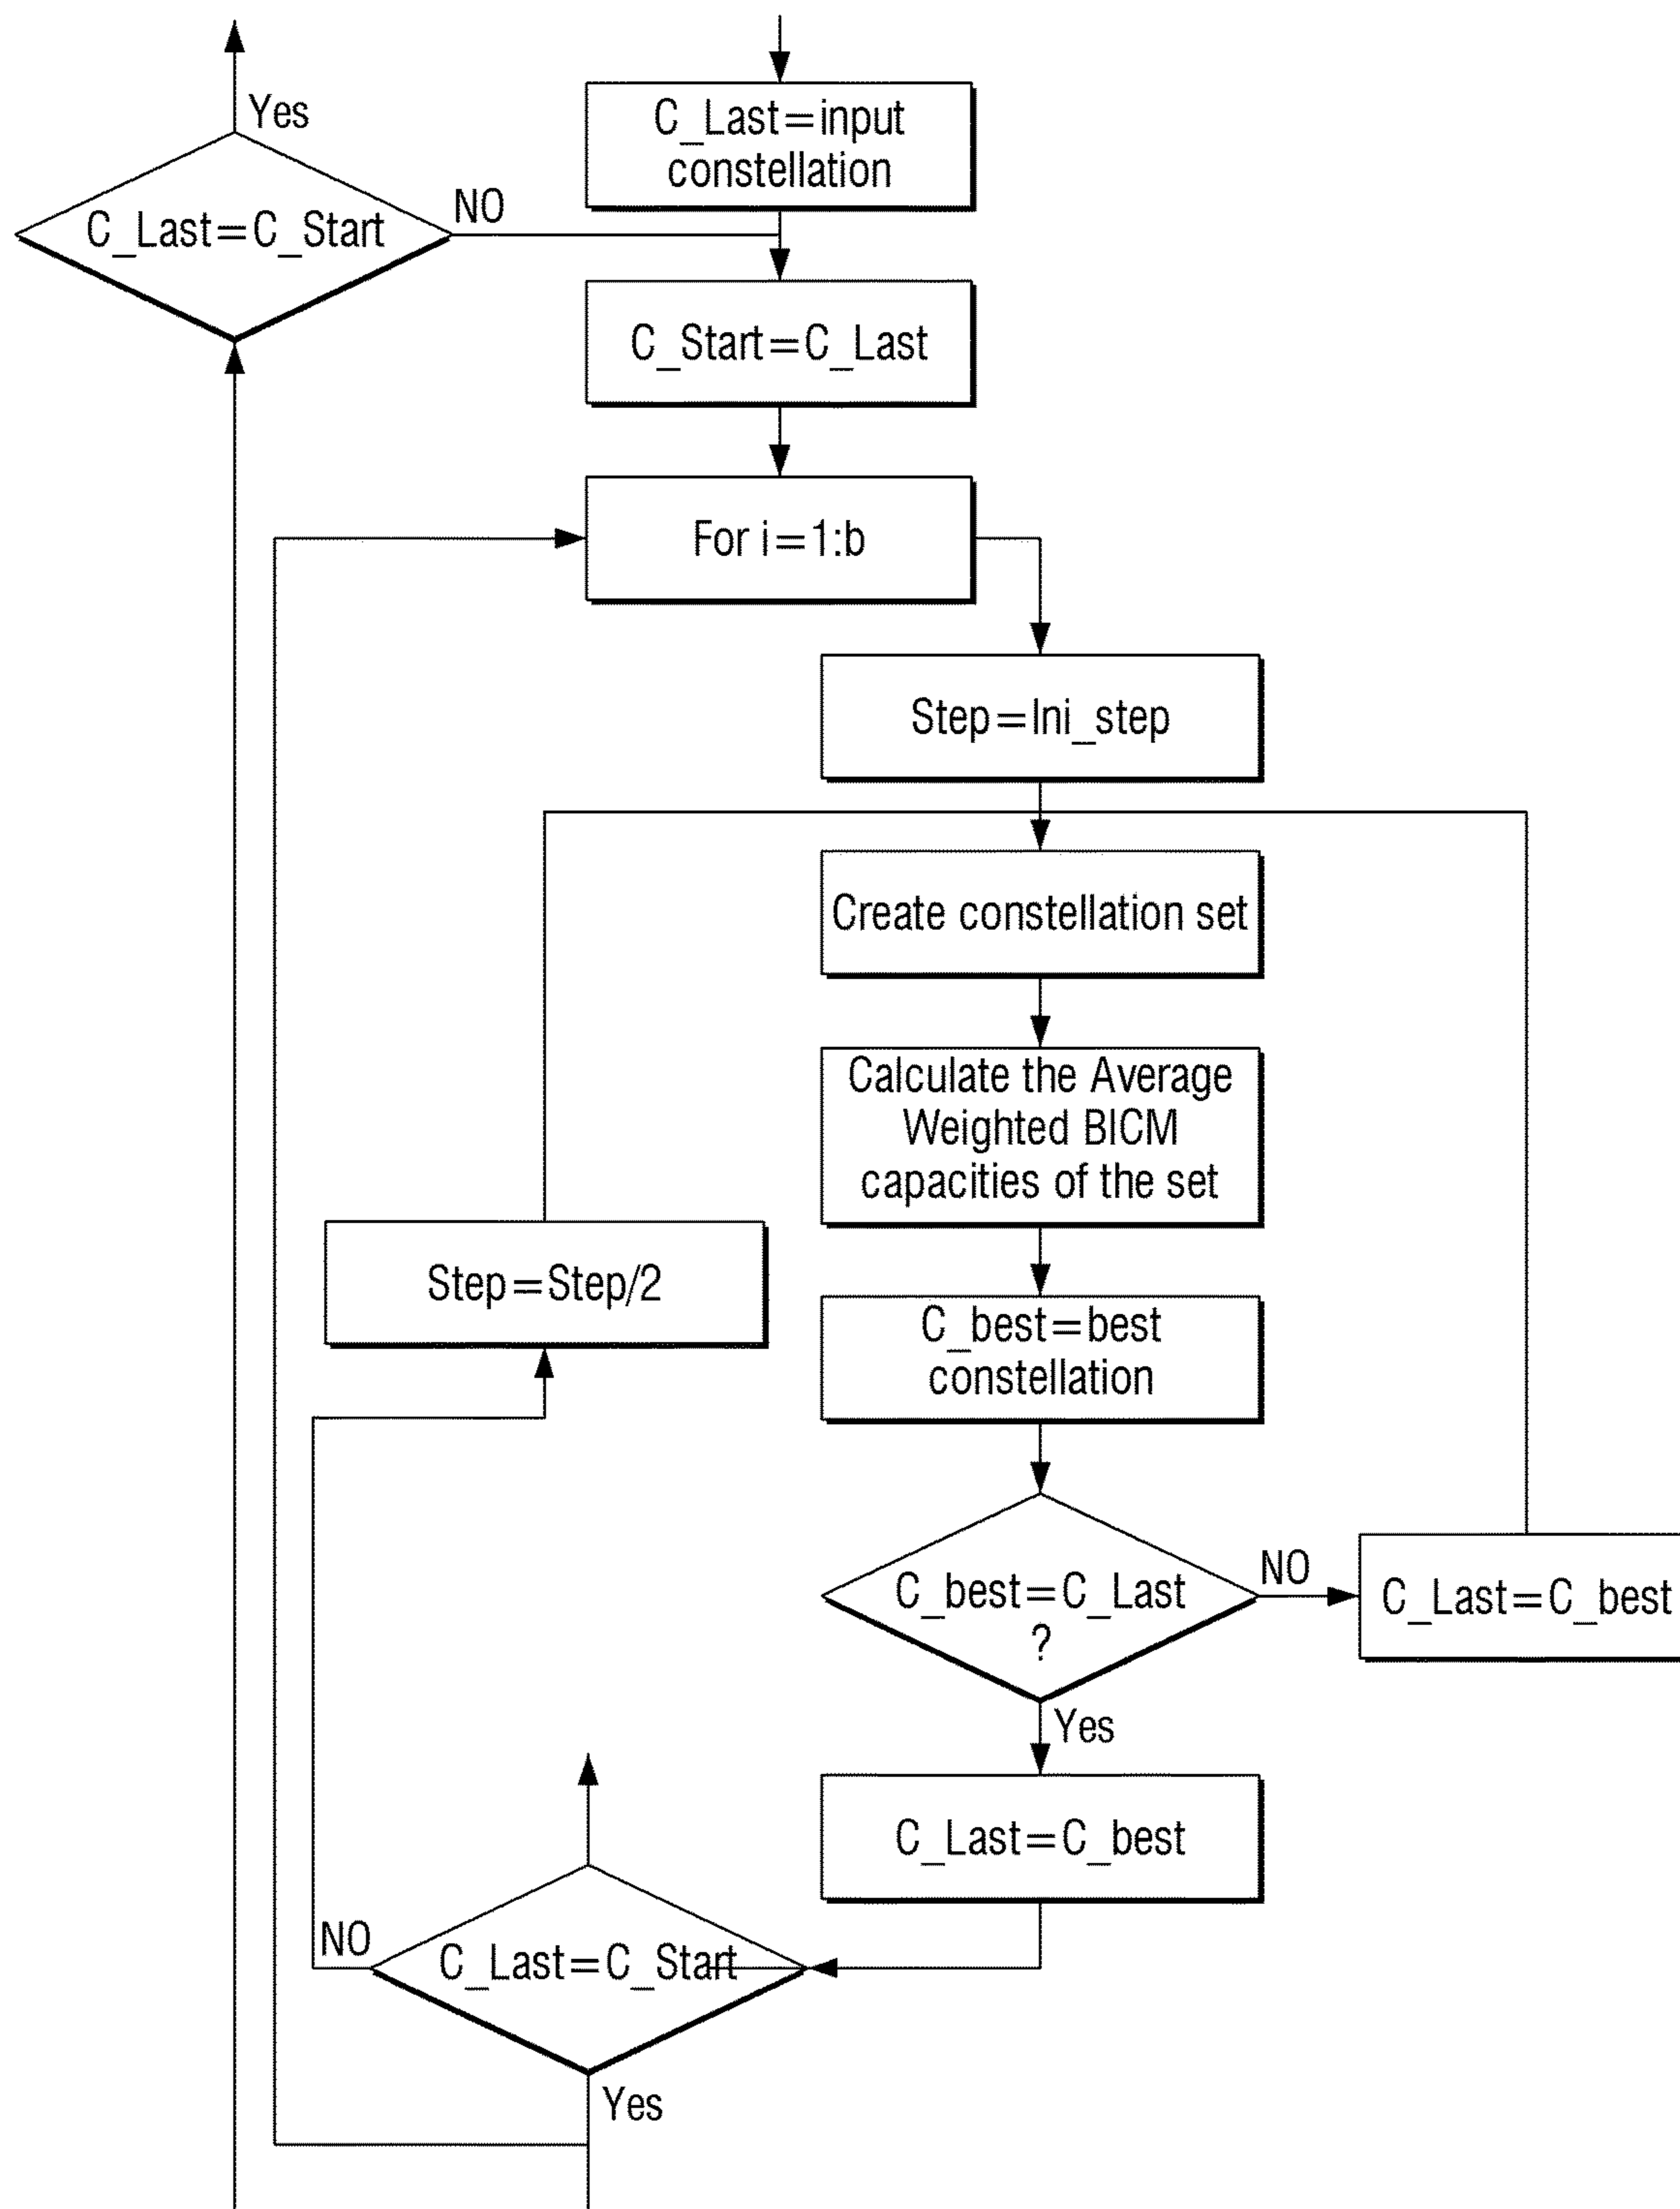 Yes
C_Last=input
constellation
C_Last=C_Start
NO
C_Start=C_Last
For i=1:b
Step=Ini_step
Create constellation set
Calculate the Average
Weighted BICM
capacities of the set
Step=Step/2
C_best=best
constellation
C_best=C_Last
?
NO
C_Last=C_best
Yes
C_Last=C_best
NO
C_Last=C_Start
Yes